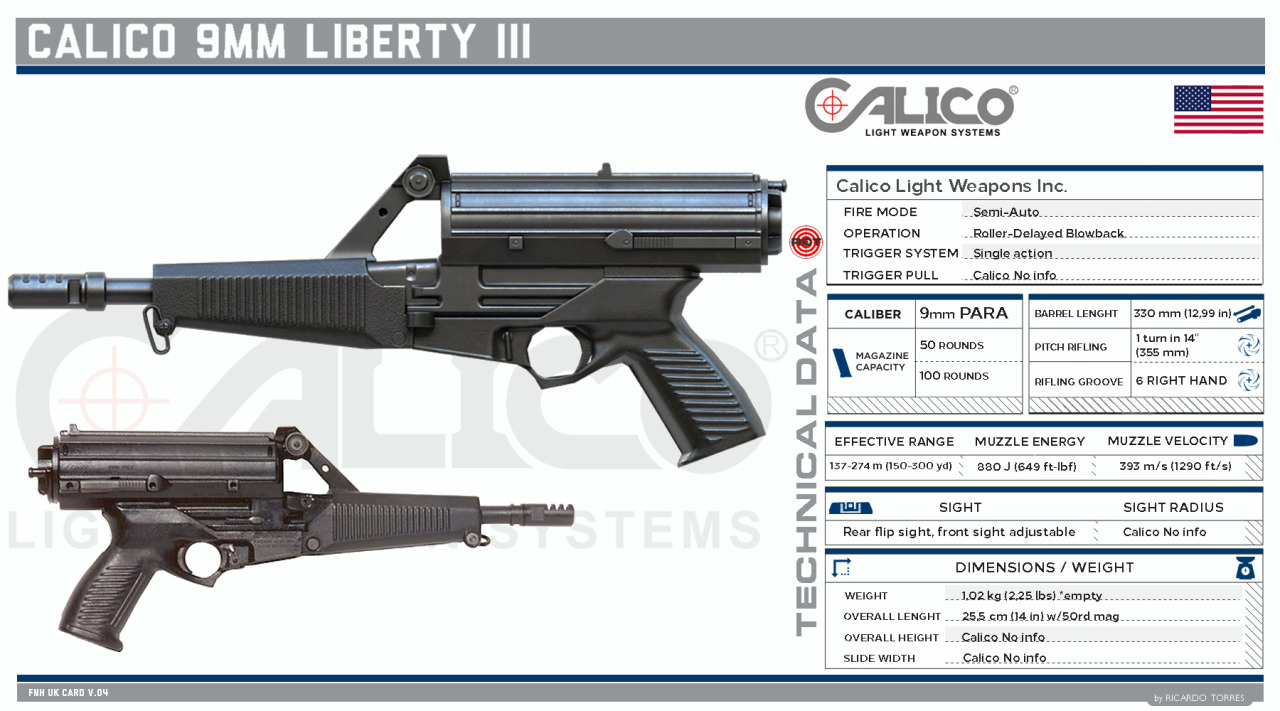 CALICO 9MM LIBERTY III
CALICO®
LIGHT WEAPON SYSTEMS
Calico Light Weapons Inc.
FIRE MODE Semi-Auto
OPERATION Roller-Delayed Blowback
TRIGGER SYSTEM Single action
TRIGGER PULL Calico No info
RDT
TECHNICAL DATA
CALIBER 9mm PARA
MAGAZINE CAPACITY
50 ROUNDS
100 ROUNDS
BARREL LENGHT 330 mm (12,99 in)
PITCH RIFLING 1 turn in 14"
(355 mm)
RIFLING GROOVE 6 RIGHT HAND
EFFECTIVE RANGE MUZZLE ENERGY MUZZLE VELOCITY
137-274 m (150-300 yd) 880 J (649 ft-lbf) 393 m/s (1290 ft/s)
SIGHT SIGHT RADIUS
Rear flip sight, front sight adjustable Calico No info
DIMENSIONS / WEIGHT
WEIGHT 1,02 kg (2,25 lbs) *empty
OVERALL LENGHT 25,5 cm (14 in) w/50rd mag
OVERALL HEIGHT Calico No info
SLIDE WIDTH Calico No info
CALICO®
LIGHT WEAPON SYSTEMS
FNH UK CARD V.04
by RICARDO TORRES